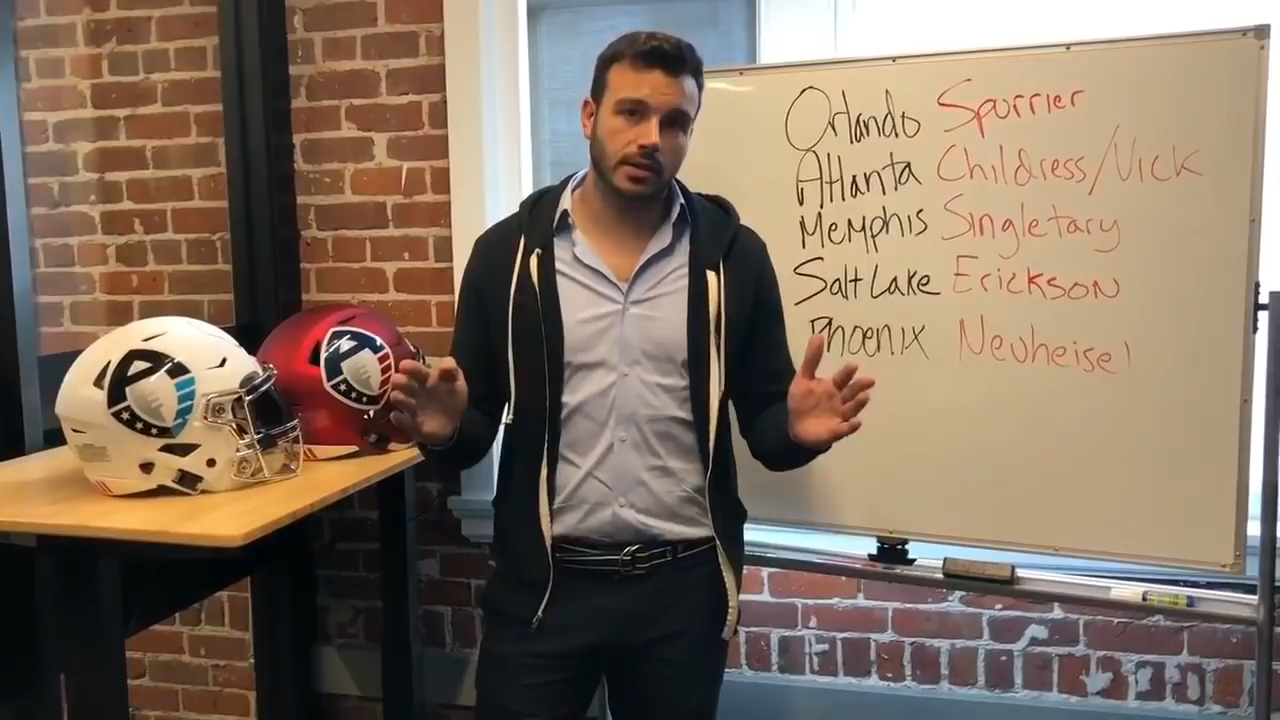 Orlando Spurrier
Atlanta Childress/Vick
Memphis Singletary
Salt Lake Erickson
Phoenix Neuheisel